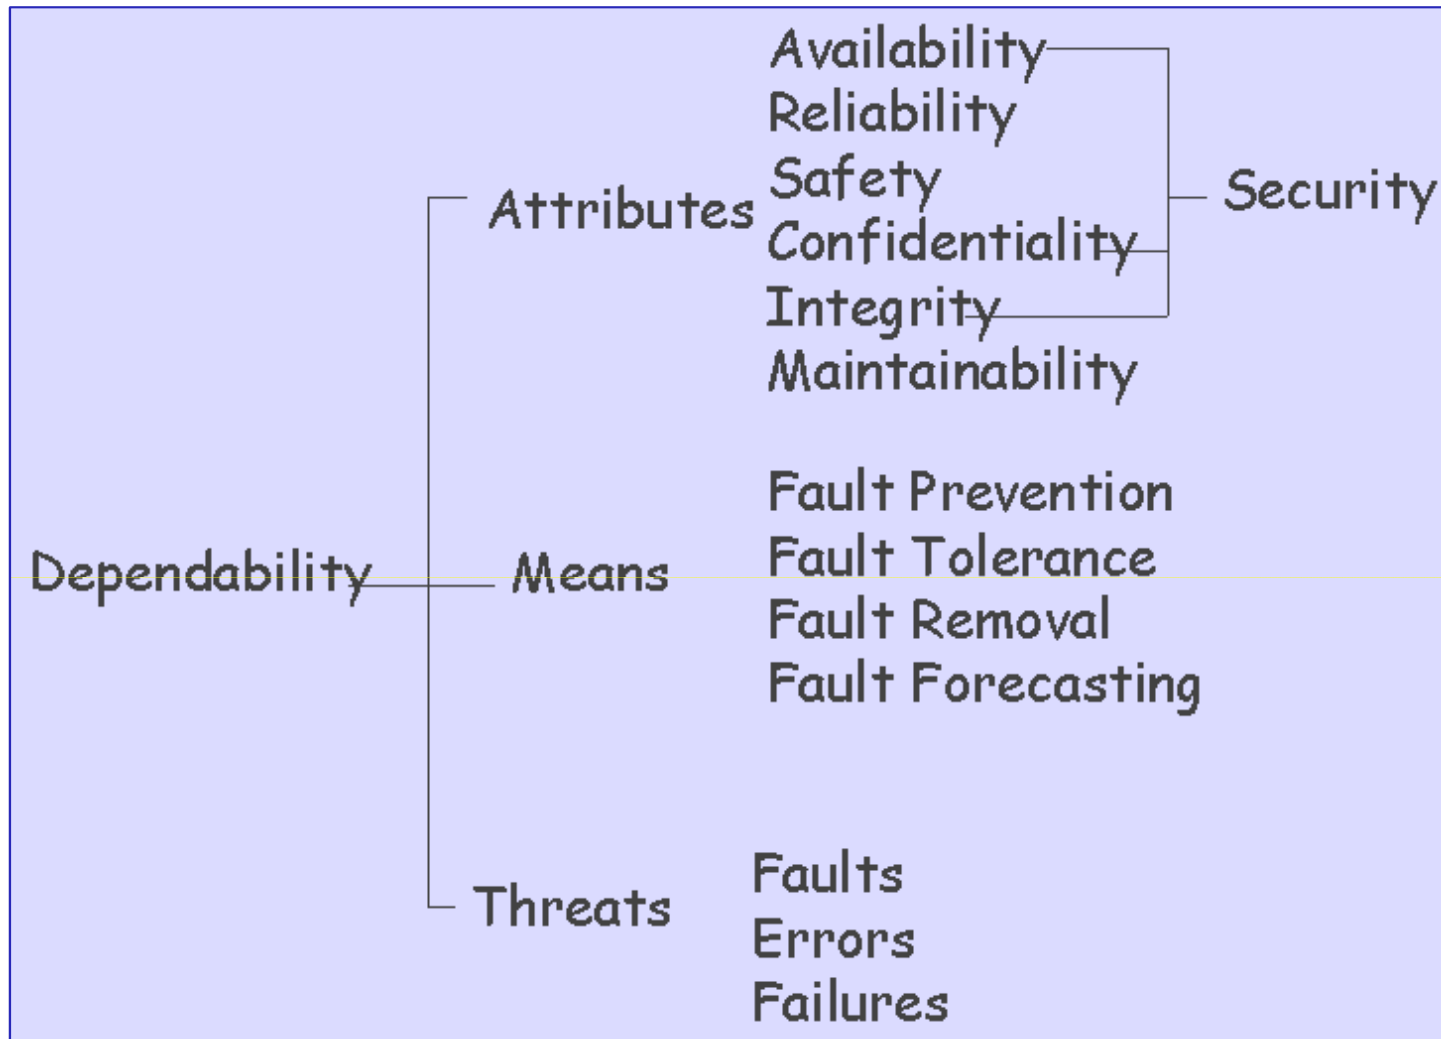 Availability
Reliability
Safety
Attributes
Security
Confidentiality
Integrity
Maintainability
Fault Prevention
Fault Tolerance
Dependability
Means
Fault Removal
Fault Forecasting
Faults
Threats
Errors
Failures